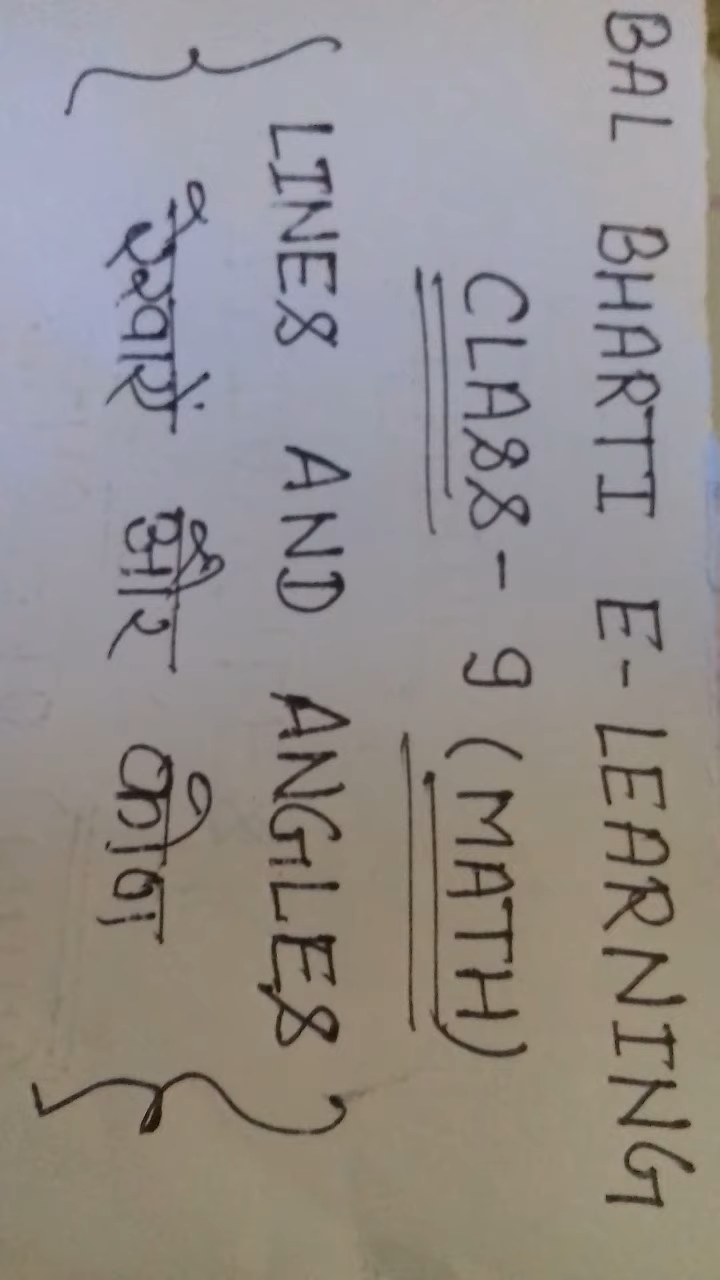 BAL BHARTI E-LEARNING
CLASS-9 (MATH)
{ LINES AND ANGLES }
रेखायें और कोण